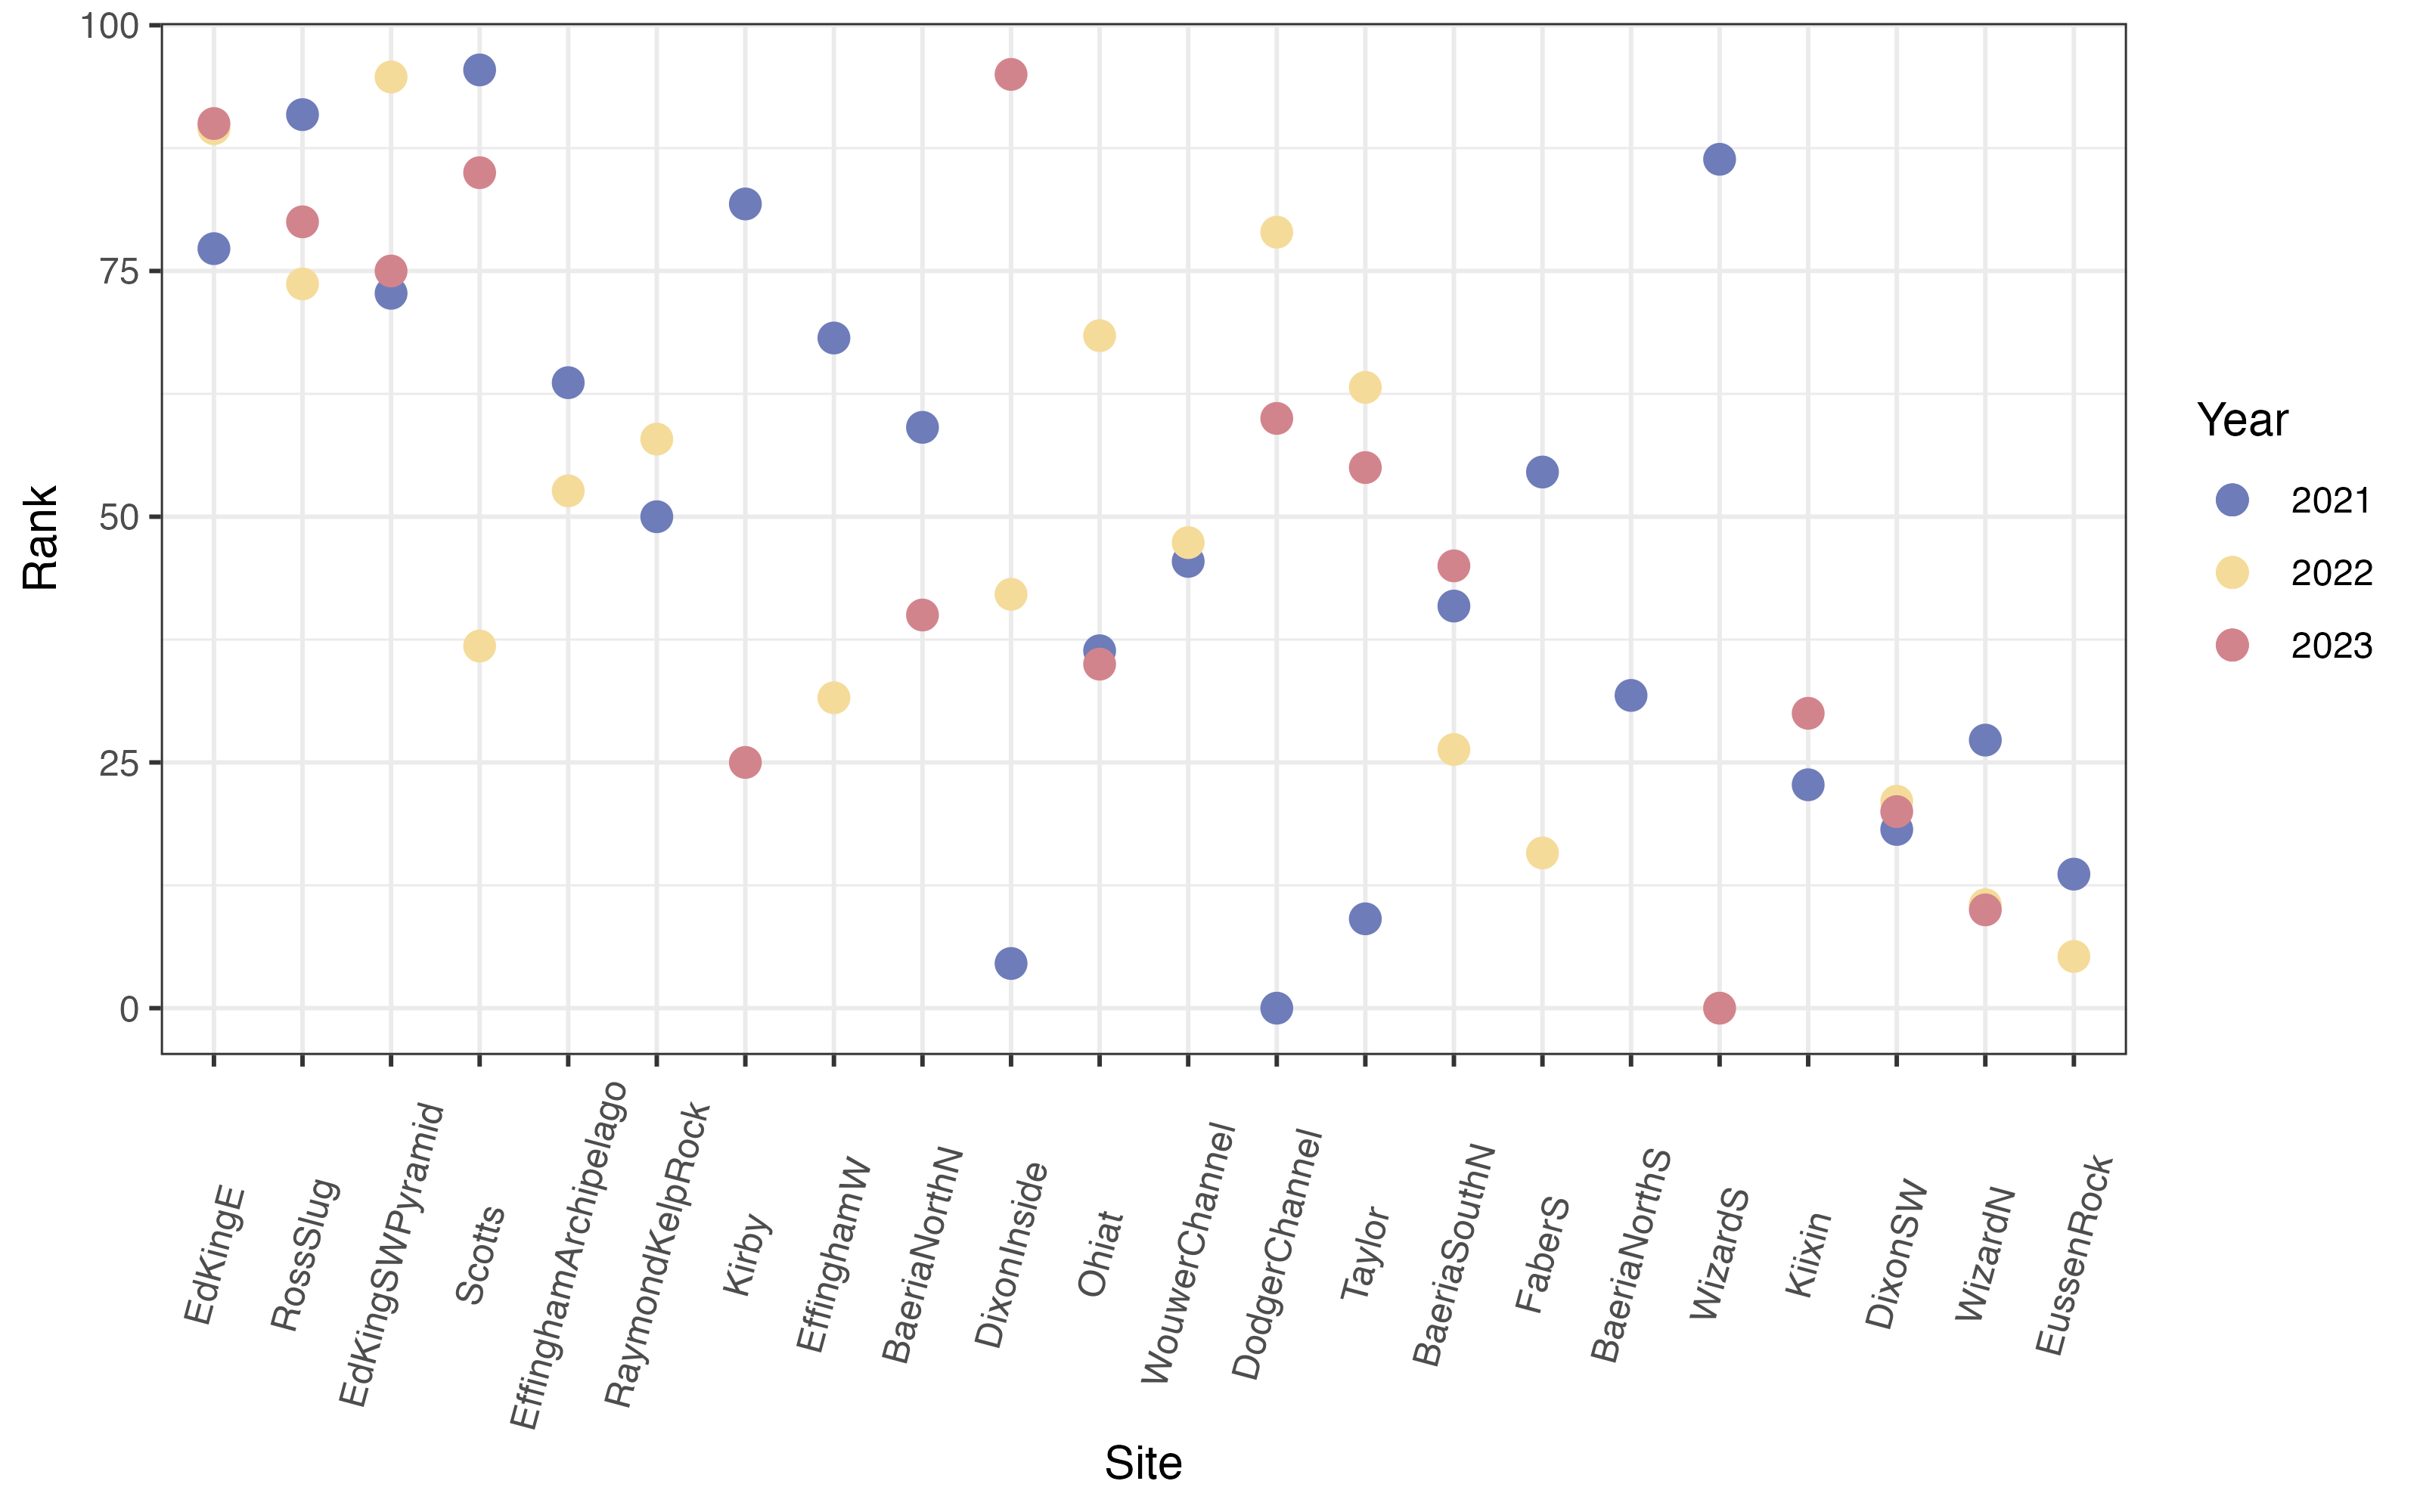 100
75
50
25
0
Rank
EdKingE
RossSlug
EdKingSWPyramid
Scotts
EffinghamArchipelago
RaymondKelpRock
Kirby
EffinghamW
BaeriaNorthN
DixonInside
Ohiat
WouwerChannel
DodgerChannel
Taylor
BaeriaSouthN
FaberS
BaeriaNorthS
WizardS
Kiixin
DixonSW
WizardN
EussenRock
Site
Year
2021
2022
2023